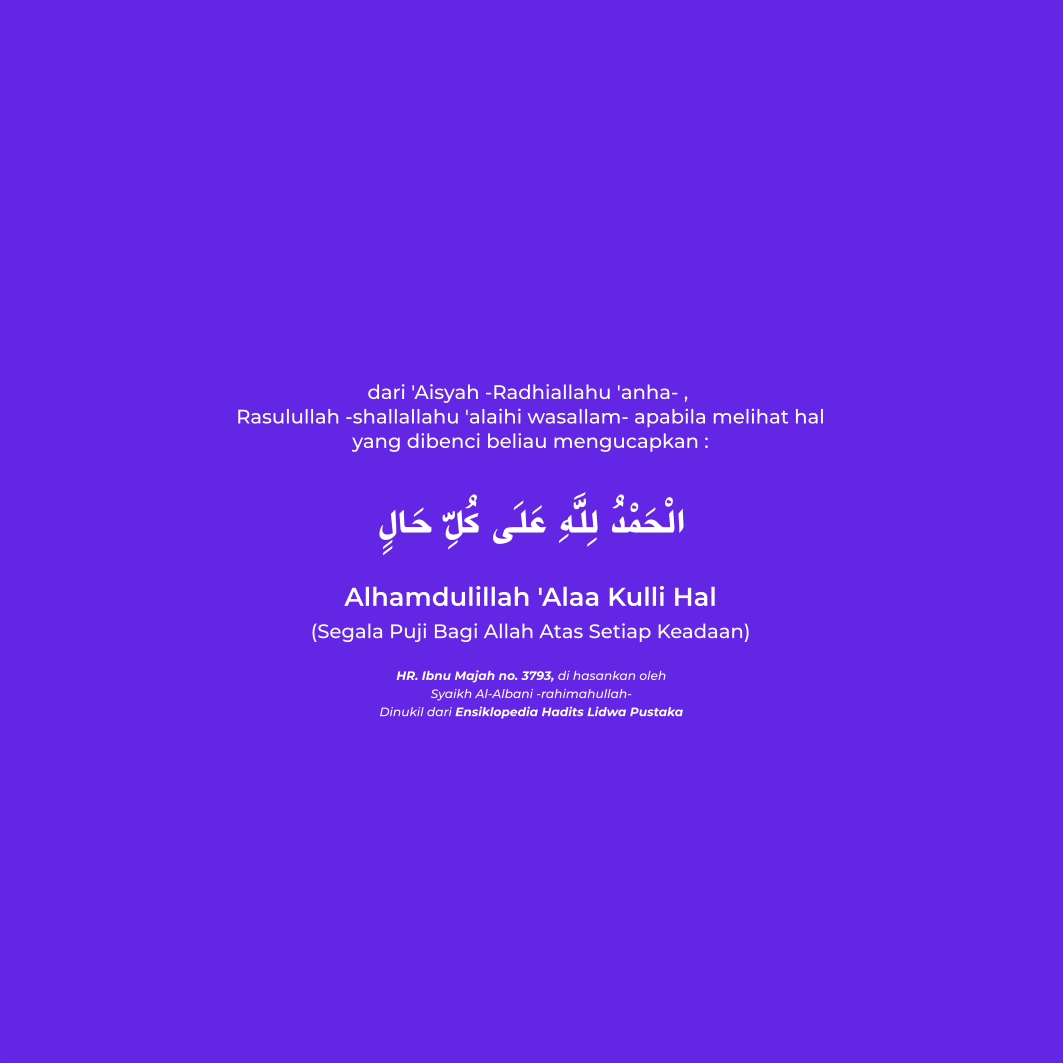 dari 'Aisyah -Radhiallahu 'anha- ,
Rasulullah -shallallahu 'alaihi wasallam- apabila melihat hal
yang dibenci beliau mengucapkan :
الْحَمْدُ لِلَّهِ عَلَى كُلِّ حَالٍ
Alhamdulillah 'Alaa Kulli Hal
(Segala Puji Bagi Allah Atas Setiap Keadaan)
HR. Ibnu Majah no. 3793, di hasankan oleh
Syaikh Al-Albani -rahimahullah-
Dinukil dari Ensiklopedia Hadits Lidwa Pustaka